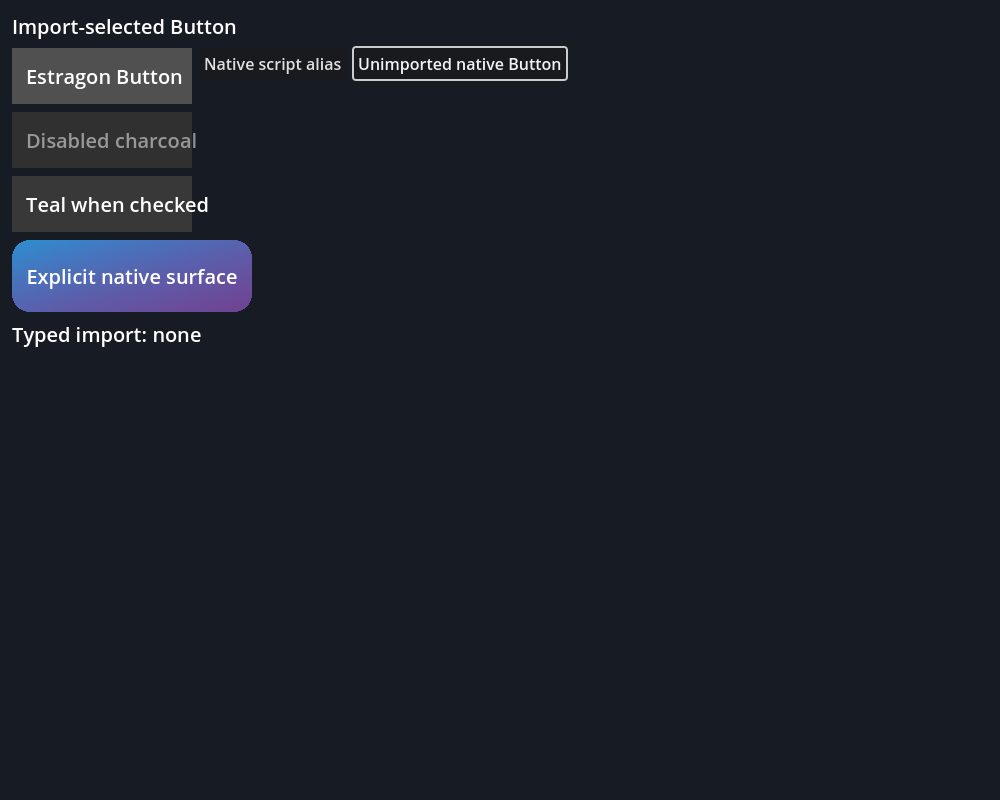 Import-selected Button
Estragon Button
Native script alias
Unimported native Button
Disabled charcoal
Teal when checked
Explicit native surface
Typed import: none